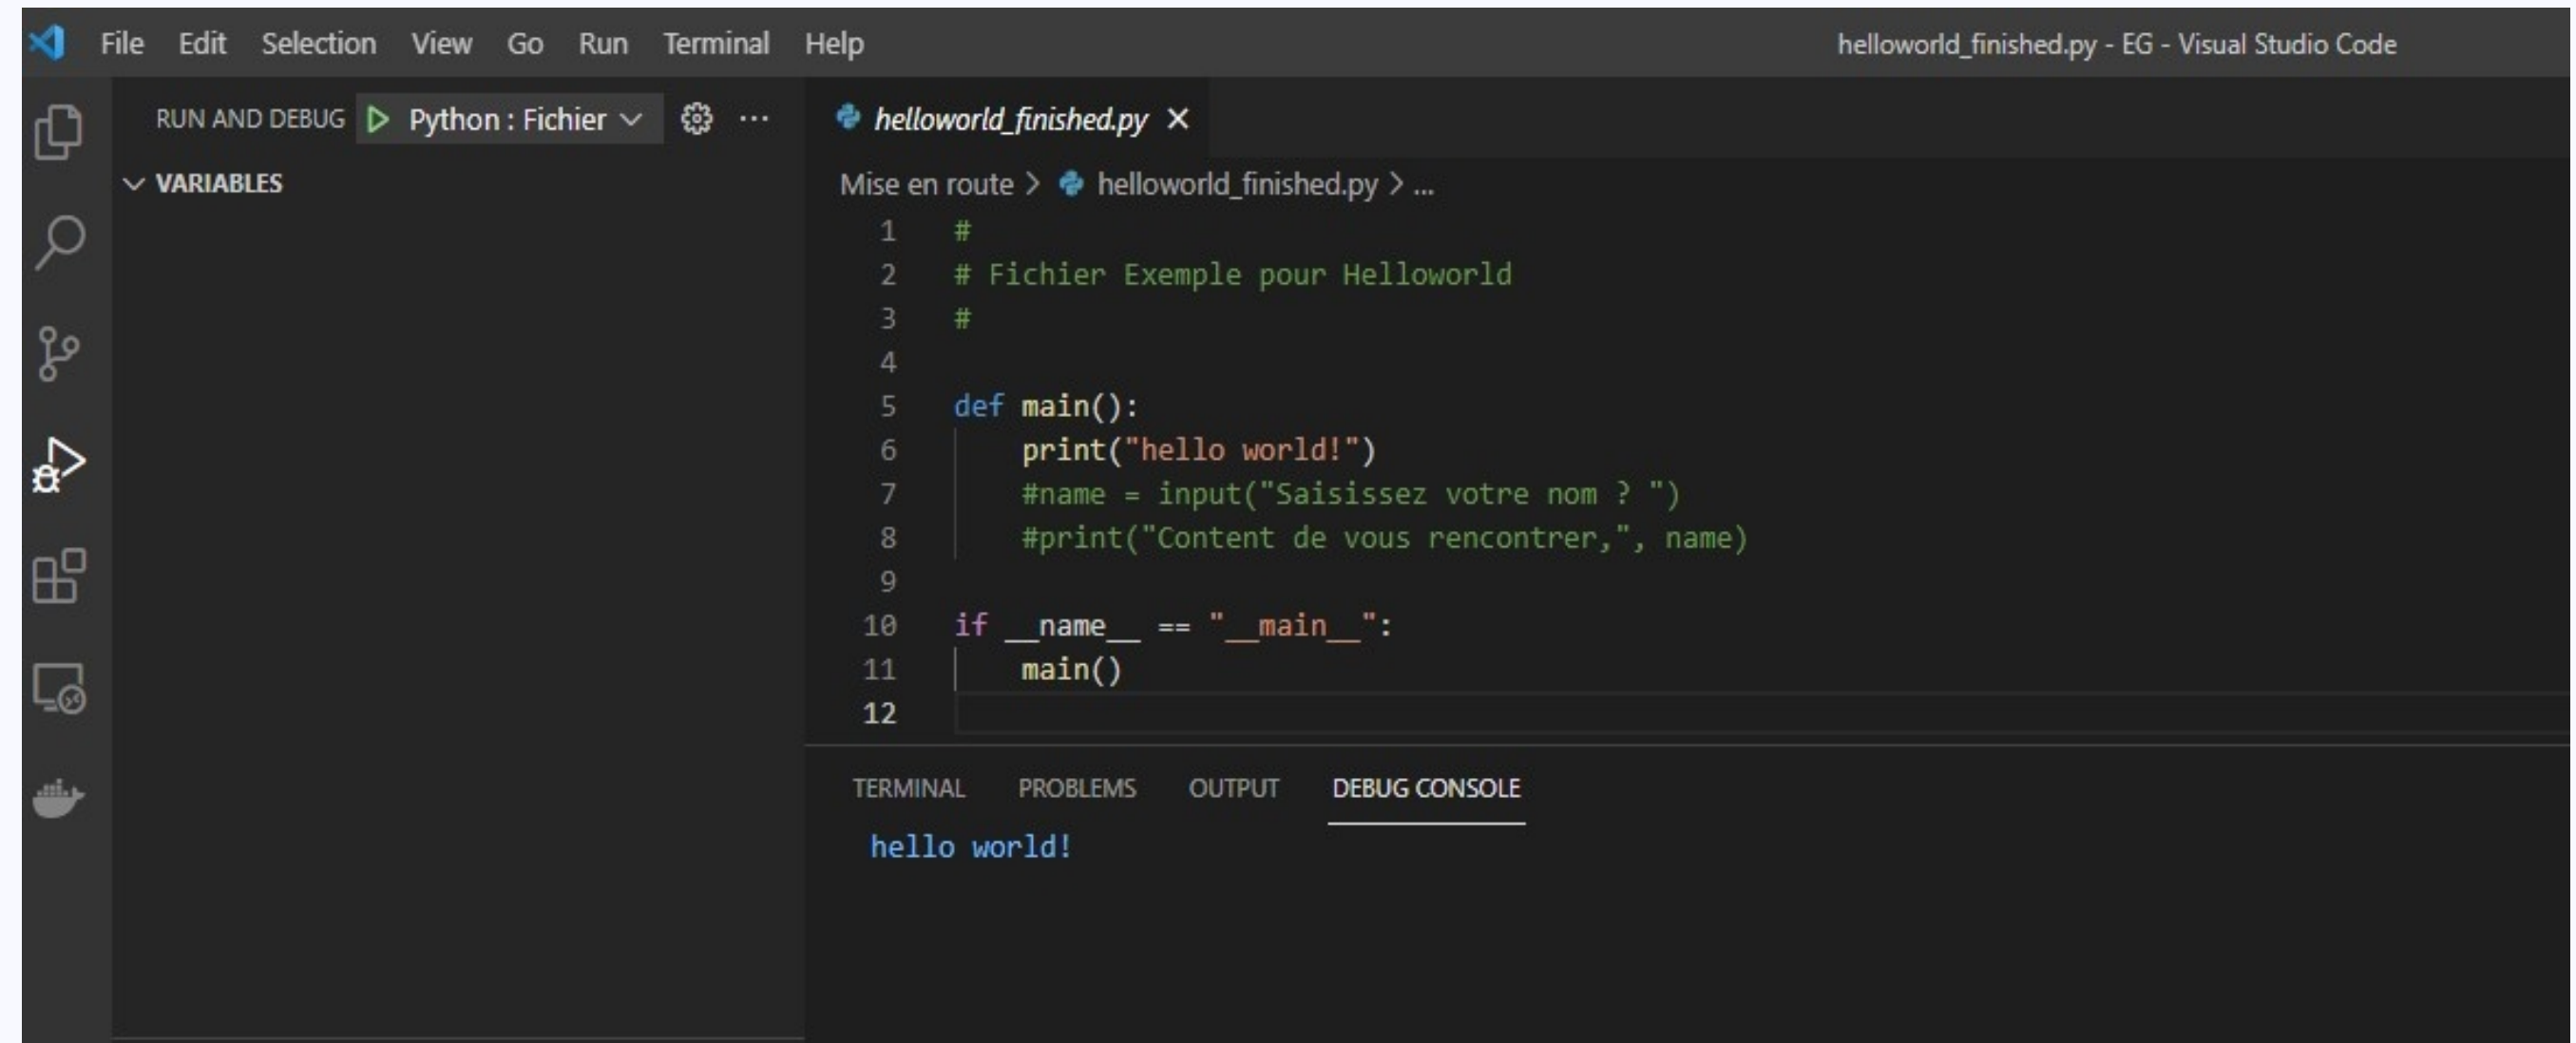 File Edit Selection View Go Run Terminal Help helloworld_finished.py - EG - Visual Studio Code
RUN AND DEBUG Python : Fichier ...
VARIABLES
helloworld_finished.py
Mise en route > helloworld_finished.py > ...
1 #
2 # Fichier Exemple pour Helloworld
3 #
4
5 def main():
6     print("hello world!")
7     #name = input("Saisissez votre nom ? ")
8     #print("Content de vous rencontrer,", name)
9
10 if __name__ == "__main__":
11     main()
12
TERMINAL PROBLEMS OUTPUT DEBUG CONSOLE
hello world!